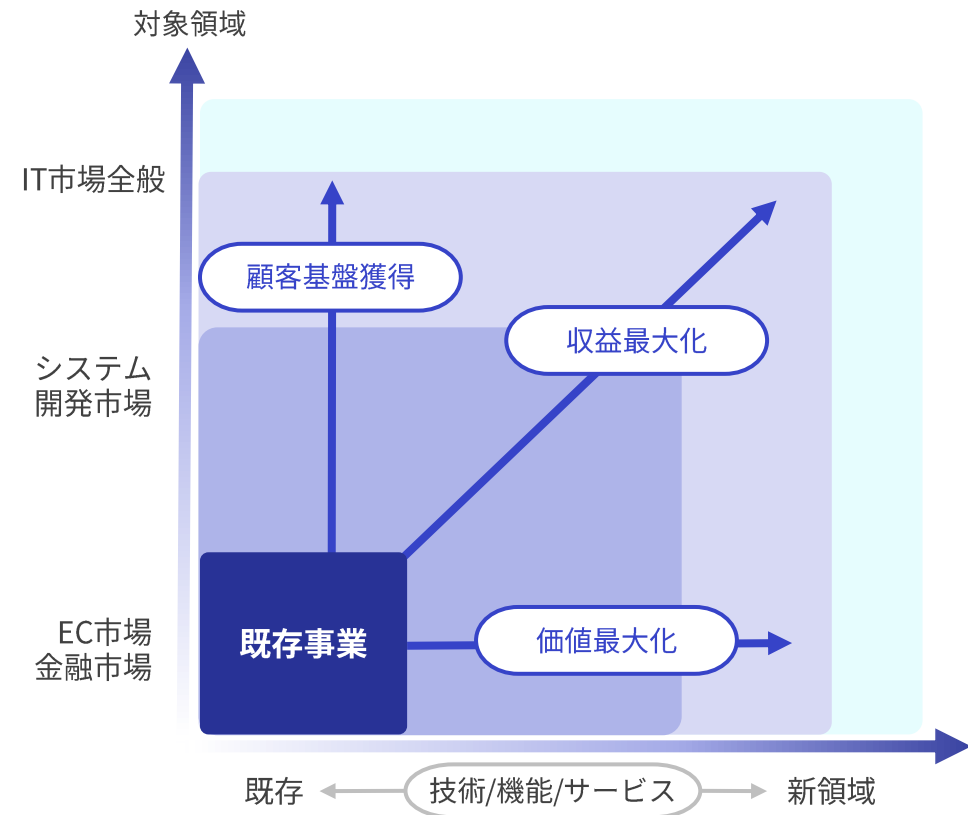 対象領域
IT市場全般
顧客基盤獲得
収益最大化
システム
開発市場
EC市場
金融市場
既存事業
価値最大化
既存
技術/機能/サービス
新領域